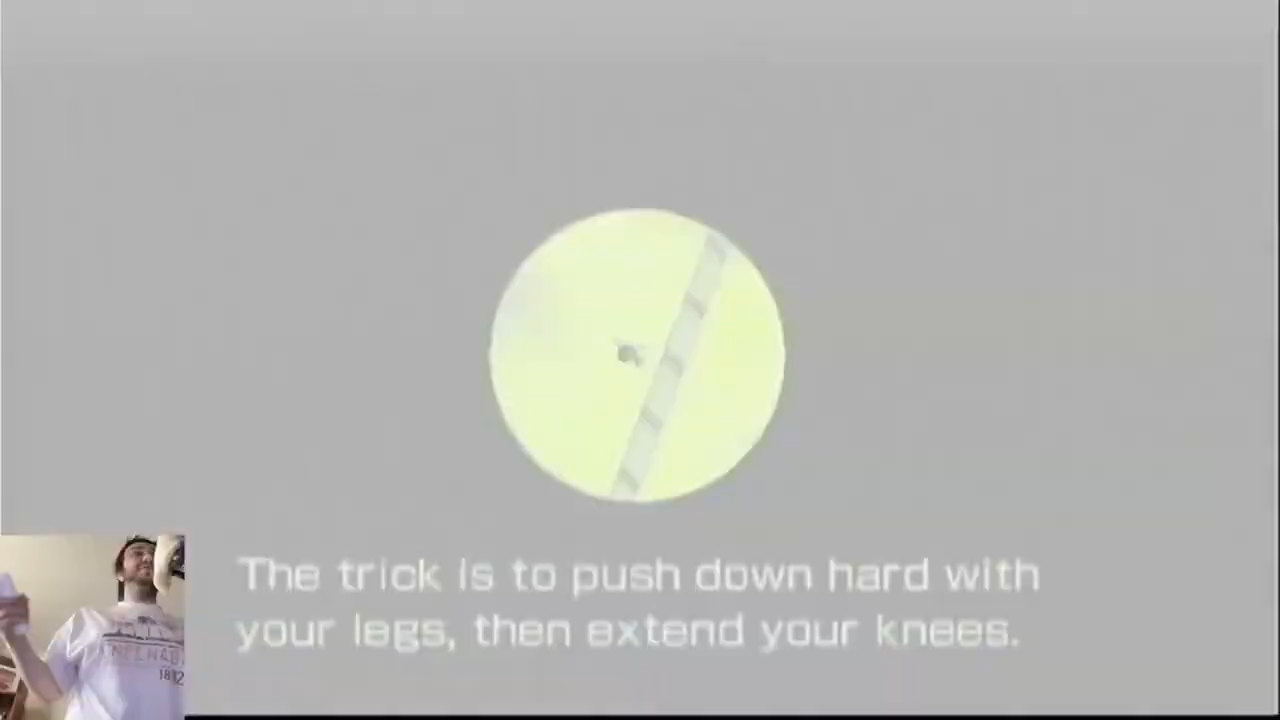 The trick is to push down hard with
your legs, then extend your knees.